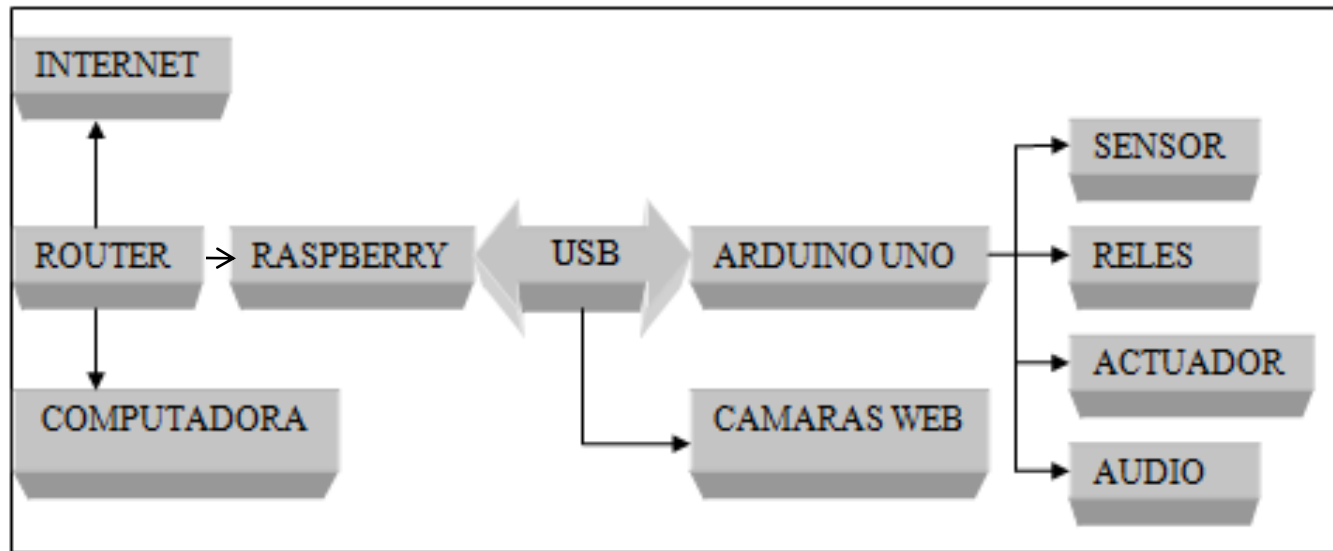 INTERNET
SENSOR
ROUTER
RASPBERRY
USB
ARDUINO UNO
RELES
ACTUADOR
COMPUTADORA
CAMARAS WEB
AUDIO